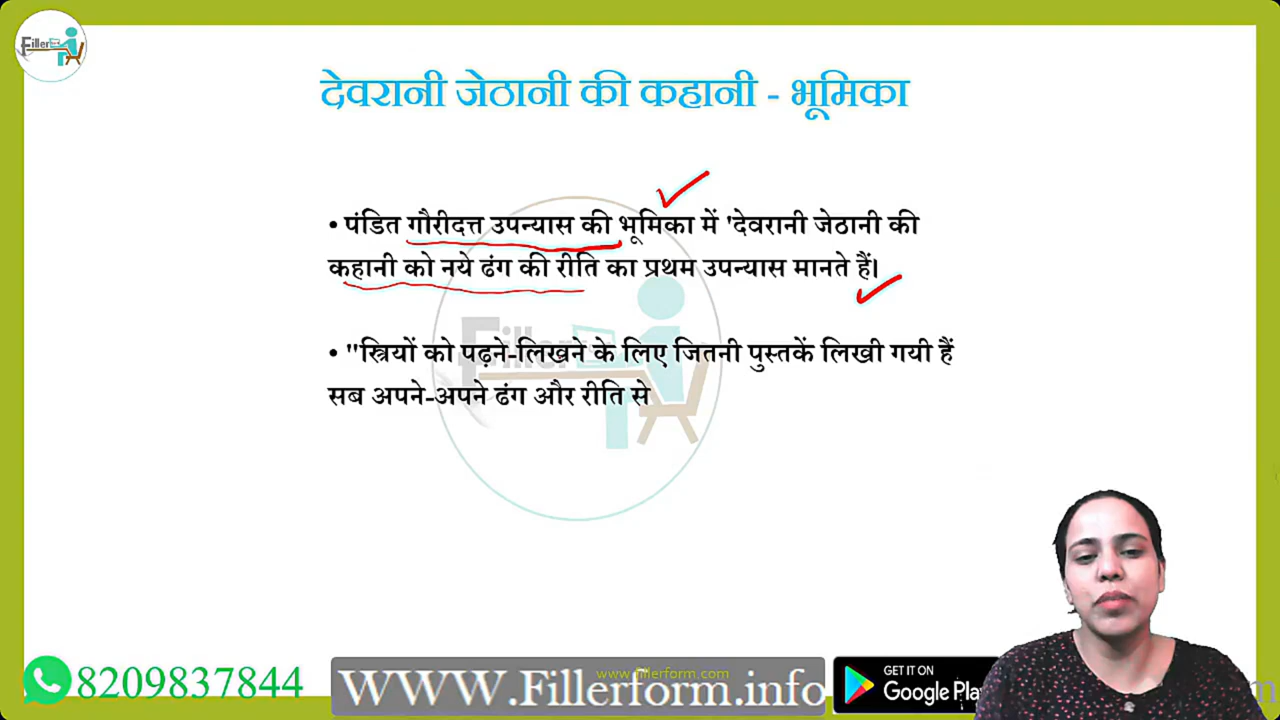 Fillerform
देवरानी जेठानी की कहानी - भूमिका
• पंडित गौरीदत्त उपन्यास की भूमिका में 'देवरानी जेठानी की
कहानी को नये ढंग की रीति का प्रथम उपन्यास मानते हैं।
• "स्त्रियों को पढ़ने-लिखने के लिए जितनी पुस्तकें लिखी गयी हैं
सब अपने-अपने ढंग और रीति से
8209837844
www.fillerform.com
WWW.Fillerform.info
GET IT ON
Google Pla